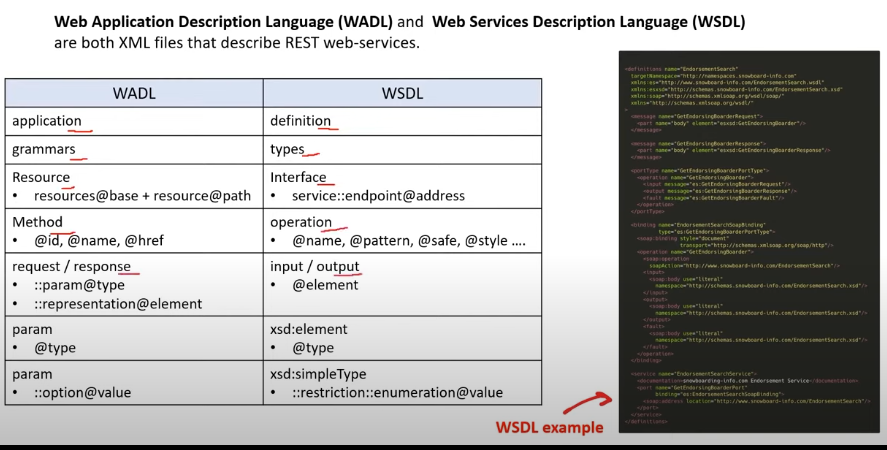 Web Application Description Language (WADL) and Web Services Description Language (WSDL)
are both XML files that describe REST web-services.
WADL WSDL
application definition
grammars types
Resource Interface
• resources@base + resource@path • service::endpoint@address
Method operation
• @id, @name, @href • @name, @pattern, @safe, @style ....
request / response input / output
• ::param@type • @element
• ::representation@element
param xsd:element
• @type • @type
param xsd:simpleType
• ::option@value • ::restriction::enumeration@value
<definitions name="EndorsementSearch"
targetNamespace="http://namespaces.snowboard-info.com"
xmlns:es="http://www.snowboard-info.com/EndorsementSearch.wsdl"
xmlns:esxsd="http://schemas.snowboard-info.com/EndorsementSearch.xsd"
xmlns:soap="http://schemas.xmlsoap.org/wsdl/soap/"
xmlns="http://schemas.xmlsoap.org/wsdl/"
>
<message name="GetEndorsingBoarderRequest">
<part name="body" element="esxsd:GetEndorsingBoarder"/>
</message>
<message name="GetEndorsingBoarderResponse">
<part name="body" element="esxsd:GetEndorsingBoarderResponse"/>
</message>
<portType name="GetEndorsingBoarderPortType">
<operation name="GetEndorsingBoarder">
<input message="es:GetEndorsingBoarderRequest"/>
<output message="es:GetEndorsingBoarderResponse"/>
<fault message="es:GetEndorsingBoarderFault"/>
</operation>
</portType>
<binding name="EndorsementSearchSoapBinding"
type="es:GetEndorsingBoarderPortType">
<soap:binding style="document"
transport="http://schemas.xmlsoap.org/soap/http"/>
<operation name="GetEndorsingBoarder">
<soap:operation
soapAction="http://www.snowboard-info.com/EndorsementSearch"/>
<input>
<soap:body use="literal"
namespace="http://schemas.snowboard-info.com/EndorsementSearch.xsd"/>
</input>
<output>
<soap:body use="literal"
namespace="http://schemas.snowboard-info.com/EndorsementSearch.xsd"/>
</output>
<fault>
<soap:body use="literal"
namespace="http://schemas.snowboard-info.com/EndorsementSearch.xsd"/>
</fault>
</operation>
</binding>
<service name="EndorsementSearchService">
<documentation>snowboarding-info.com Endorsement Service</documentation>
<port name="GetEndorsingBoarderPort"
binding="es:EndorsementSearchSoapBinding">
<soap:address location="http://www.snowboard-info.com/EndorsementSearch"/>
</port>
</service>
</definitions>
WSDL example